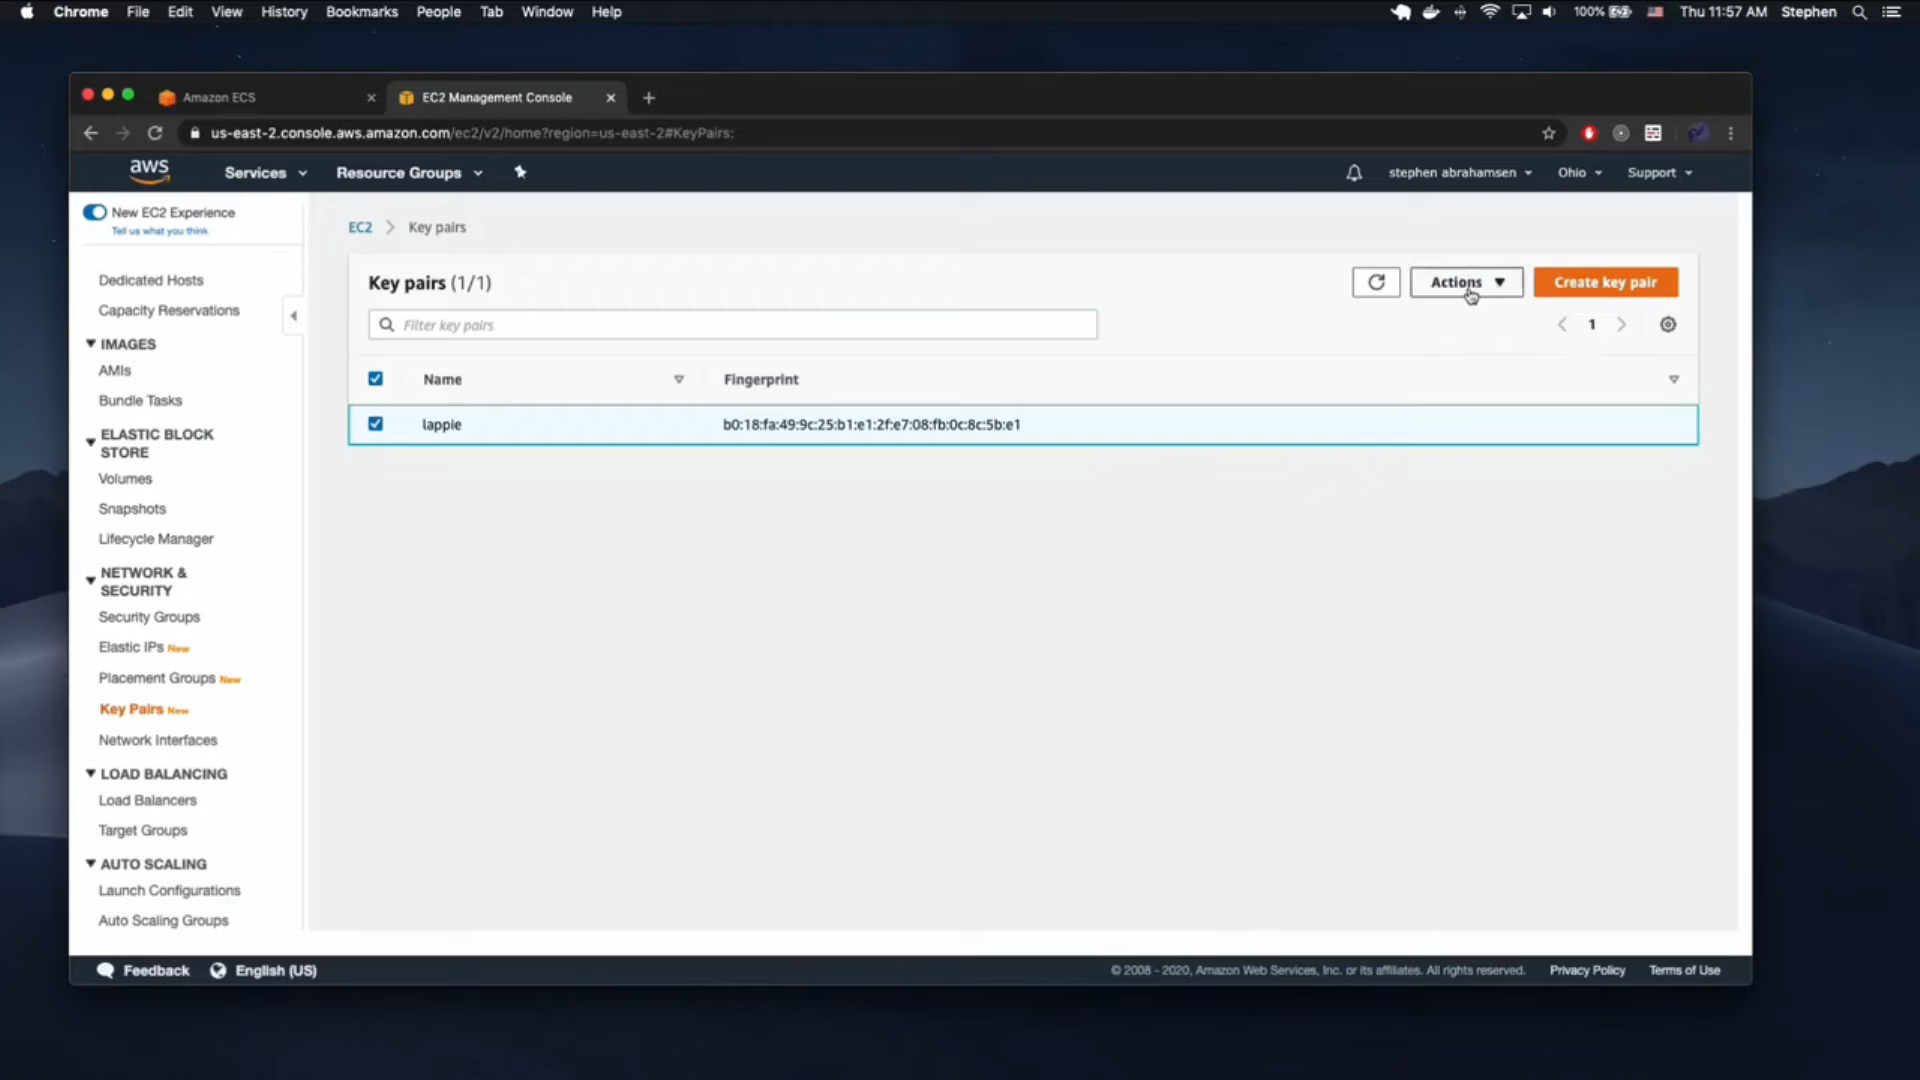 Chrome File Edit View History Bookmarks People Tab Window Help
100% Thu 11:57 AM Stephen
Amazon ECS
EC2 Management Console
us-east-2.console.aws.amazon.com/ec2/v2/home?region=us-east-2#KeyPairs:
aws
Services Resource Groups
stephen abrahamsen Ohio Support
New EC2 Experience
Tell us what you think
Dedicated Hosts
Capacity Reservations
IMAGES
AMIs
Bundle Tasks
ELASTIC BLOCK
STORE
Volumes
Snapshots
Lifecycle Manager
NETWORK &
SECURITY
Security Groups
Elastic IPs New
Placement Groups New
Key Pairs New
Network Interfaces
LOAD BALANCING
Load Balancers
Target Groups
AUTO SCALING
Launch Configurations
Auto Scaling Groups
EC2 > Key pairs
Key pairs (1/1)
Actions
Create key pair
Filter key pairs
1
Name Fingerprint
lappie b0:18:fa:49:9c:25:b1:e1:2f:e7:08:fb:0c:8c:5b:e1
Feedback English (US)
© 2008 - 2020, Amazon Web Services, Inc. or its affiliates. All rights reserved. Privacy Policy Terms of Use